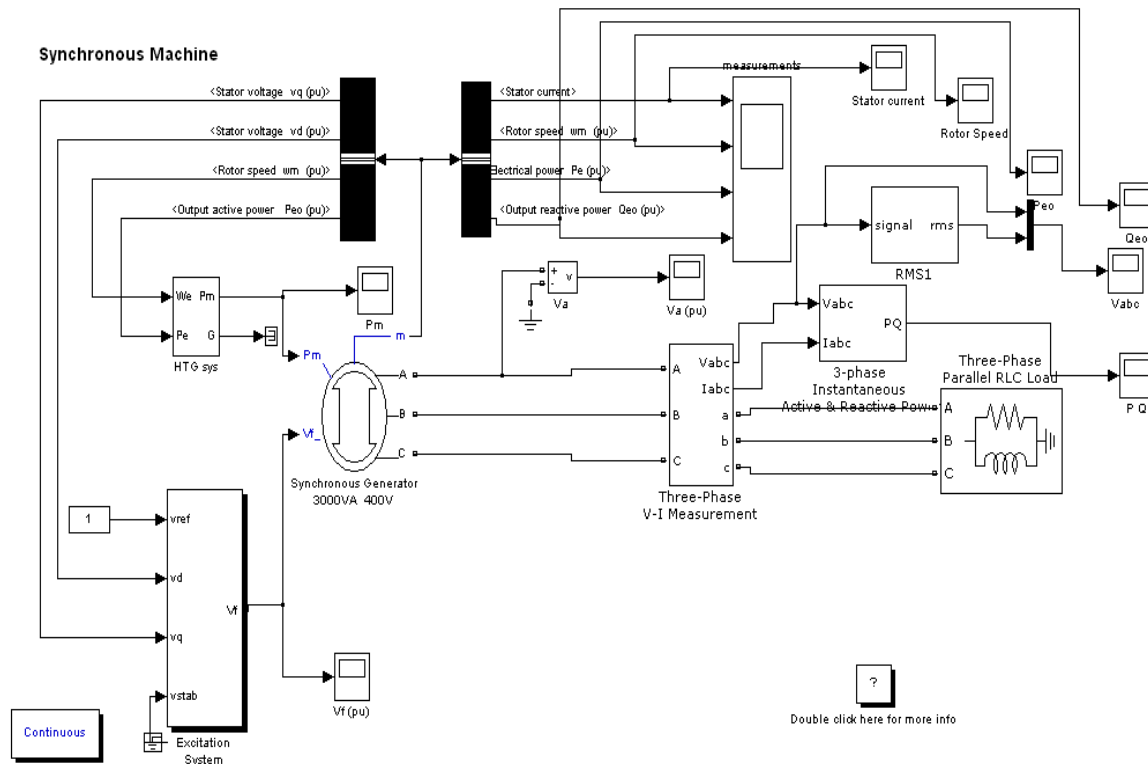 Synchronous Machine
<Stator voltage vq (pu)
<Stator voltage vd (pu)
<Rotor speed wm (pu)
<Output active power Peo (pu)
<Stator current>
<Rotor speed wm (pu)>
Electrical power Pe (pu)>
<Output reactive power Qeo (pu)>
measurements
Stator current
Rotor Speed
Peo
Qeo
signal rms
RMS1
Vabc
We Pm
Pe G
HTG sys
Pm
+
-
v
Va
Va (pu)
Vabc
Iabc
PQ
3-phase
Instantaneous
Active & Reactive Power
P Q
Pm
m
Vf_
A
B
C
Synchronous Generator
3000VA 400V
A
B
C
Vabc
Iabc
a
b
c
Three-Phase
V-I Measurement
Three-Phase
Parallel RLC Load
A
B
C
1
vref
vd
vq
vstab
Vf
Excitation
System
Vf (pu)
Continuous
?
Double click here for more info